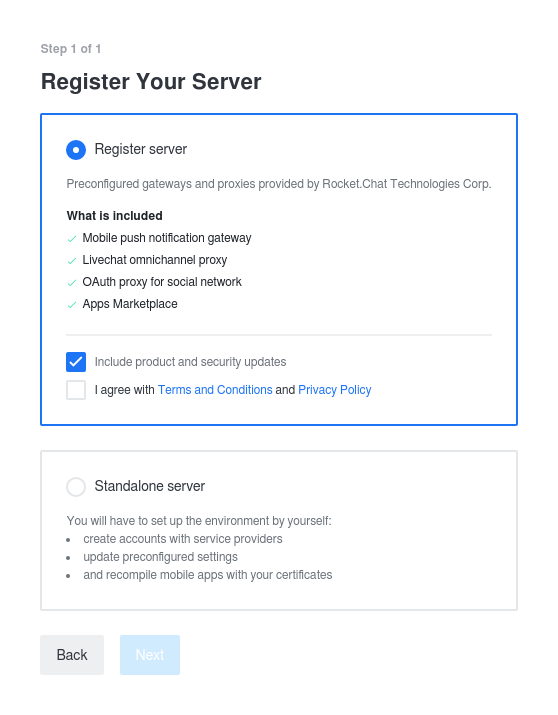 Step 1 of 1
Register Your Server
Register server
Preconfigured gateways and proxies provided by Rocket.Chat Technologies Corp.
What is included
Mobile push notification gateway
Livechat omnichannel proxy
OAuth proxy for social network
Apps Marketplace
Include product and security updates
I agree with Terms and Conditions and Privacy Policy
Standalone server
You will have to set up the environment by yourself:
create accounts with service providers
update preconfigured settings
and recompile mobile apps with your certificates
Back Next